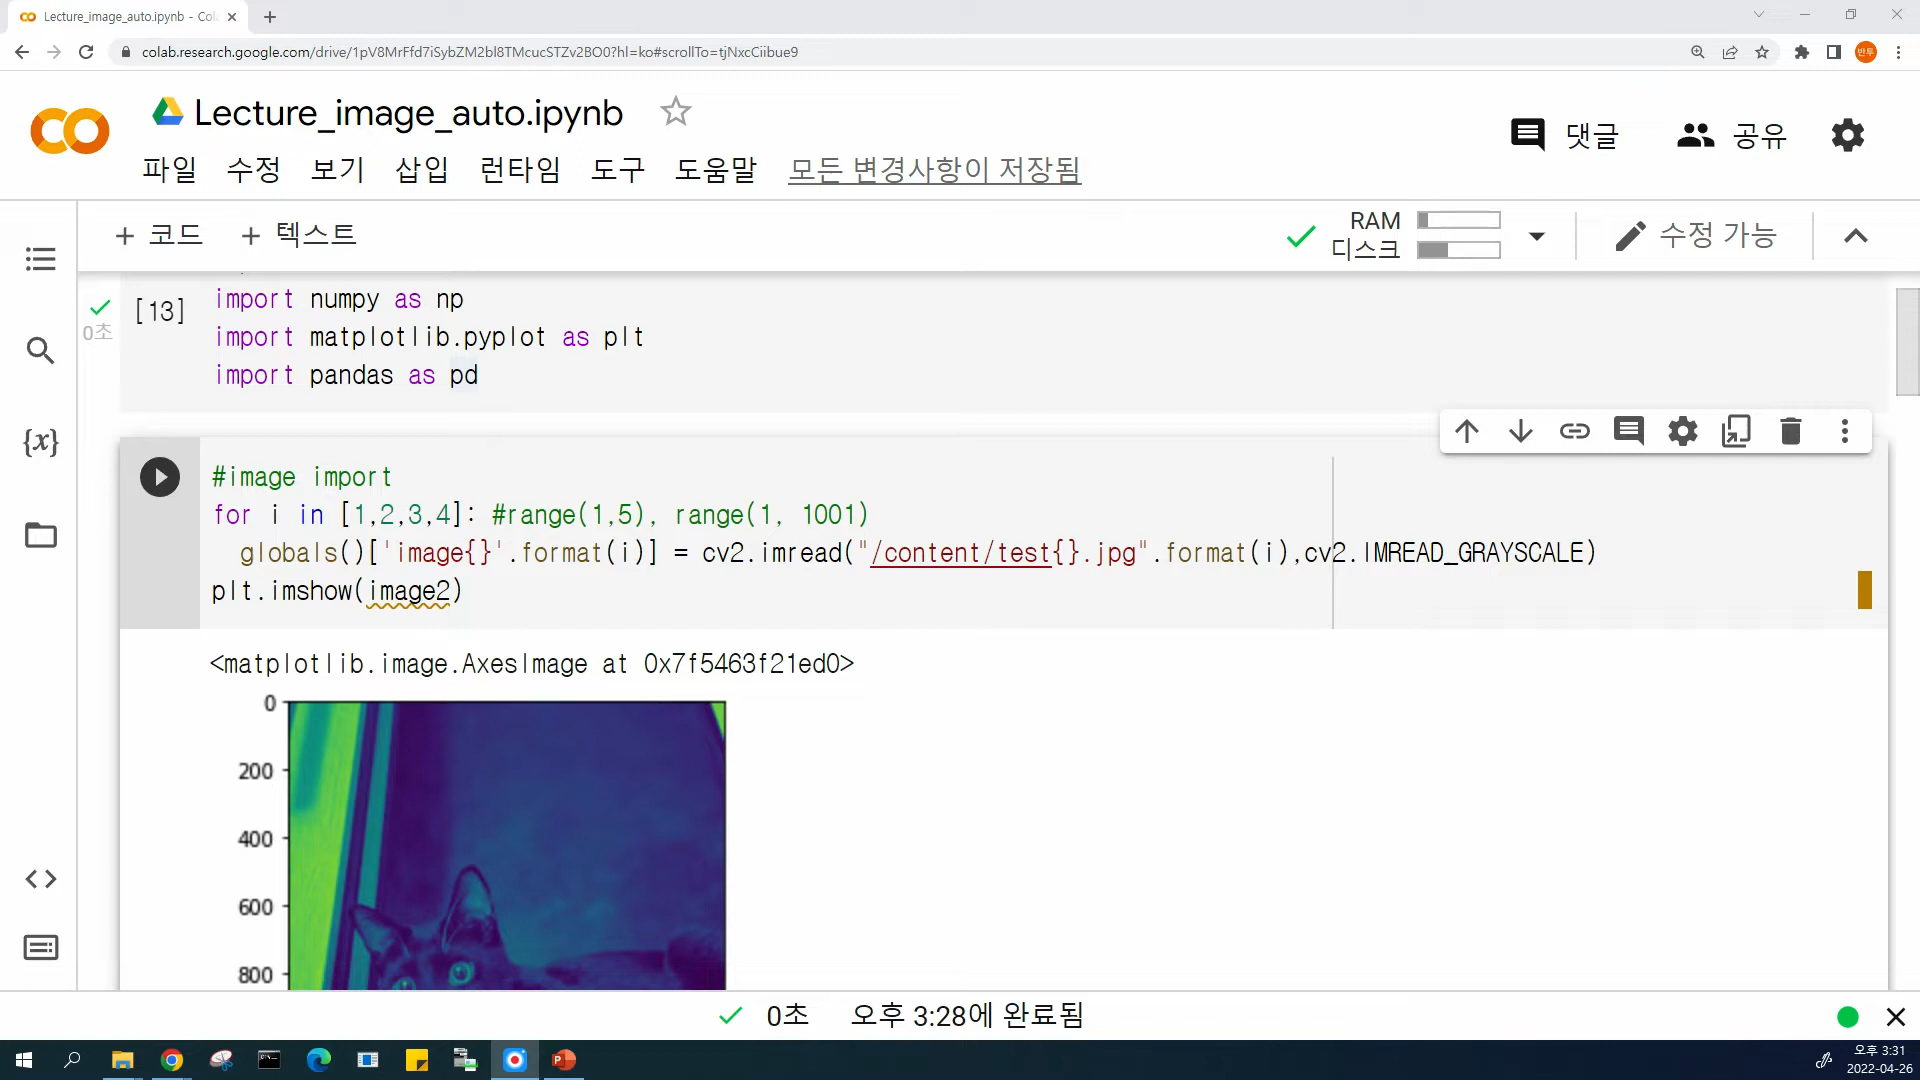 Lecture_image_auto.ipynb - Cola
colab.research.google.com/drive/1pV8MrFfd7iSybZM2bl8TMcucSTZv2BO0?hl=ko#scrollTo=tjNxcCiibue9
반투
Lecture_image_auto.ipynb
댓글 공유
파일 수정 보기 삽입 런타임 도구 도움말 모든 변경사항이 저장됨
+ 코드 + 텍스트
RAM
디스크
수정 가능
[13]
0초
import numpy as np
import matplotlib.pyplot as plt
import pandas as pd
{x}
#image import
for i in [1,2,3,4]: #range(1,5), range(1, 1001)
globals()['image{}'.format(i)] = cv2.imread("/content/test{}.jpg".format(i),cv2.IMREAD_GRAYSCALE)
plt.imshow(image2)
<matplotlib.image.AxesImage at 0x7f5463f21ed0>
0
200
400
600
800
0초 오후 3:28에 완료됨
오후 3:31
2022-04-26